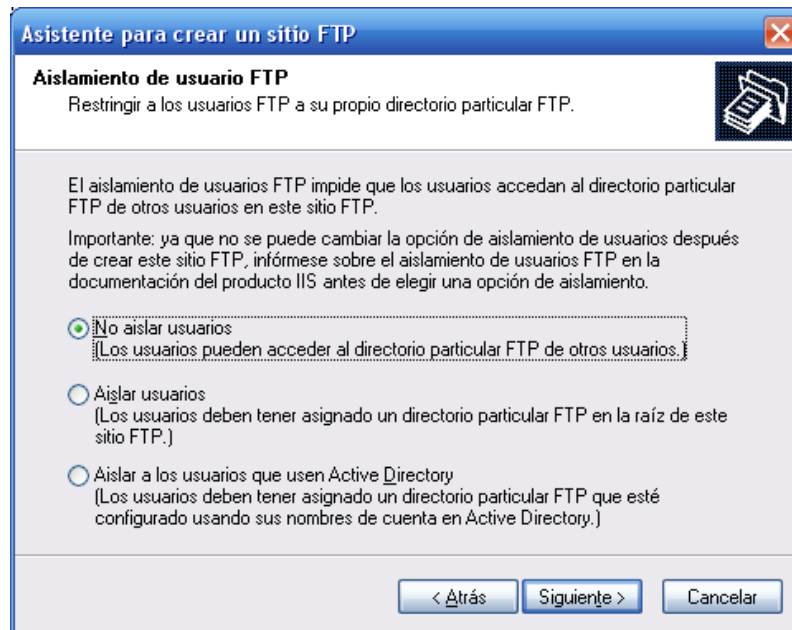 Asistente para crear un sitio FTP
Aislamiento de usuario FTP
Restringir a los usuarios FTP a su propio directorio particular FTP.
El aislamiento de usuarios FTP impide que los usuarios accedan al directorio particular
FTP de otros usuarios en este sitio FTP.
Importante: ya que no se puede cambiar la opción de aislamiento de usuarios después
de crear este sitio FTP, infórmese sobre el aislamiento de usuarios FTP en la
documentación del producto IIS antes de elegir una opción de aislamiento.
No aislar usuarios
(Los usuarios pueden acceder al directorio particular FTP de otros usuarios.)
Aislar usuarios
(Los usuarios deben tener asignado un directorio particular FTP en la raíz de este
sitio FTP.)
Aislar a los usuarios que usen Active Directory
(Los usuarios deben tener asignado un directorio particular FTP que esté
configurado usando sus nombres de cuenta en Active Directory.)
< Atrás Siguiente > Cancelar